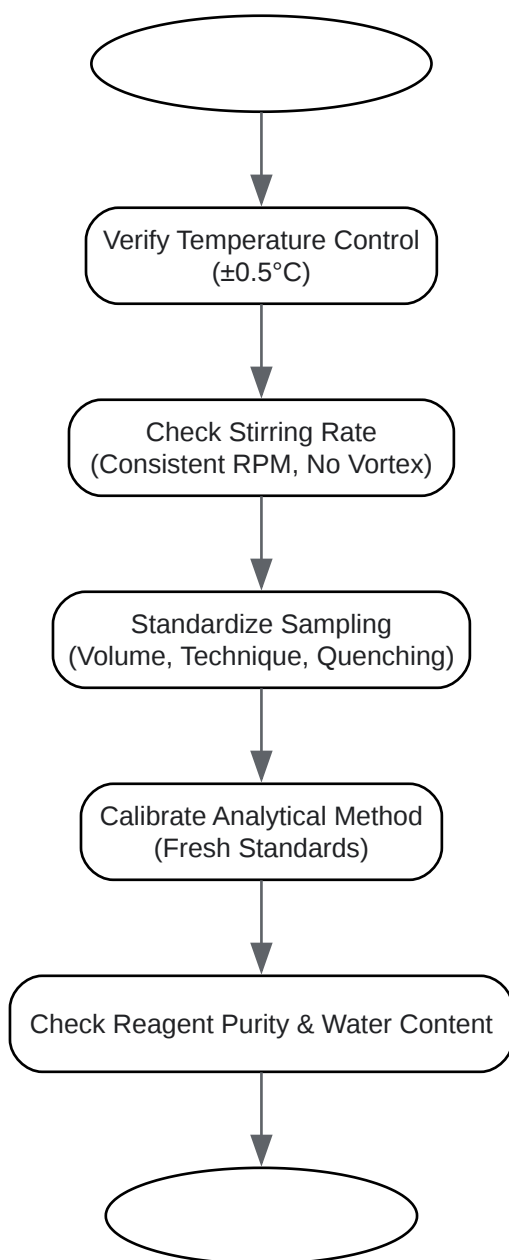 Verify Temperature Control
(±0.5°C)
Check Stirring Rate
(Consistent RPM, No Vortex)
Standardize Sampling
(Volume, Technique, Quenching)
Calibrate Analytical Method
(Fresh Standards)
Check Reagent Purity & Water Content